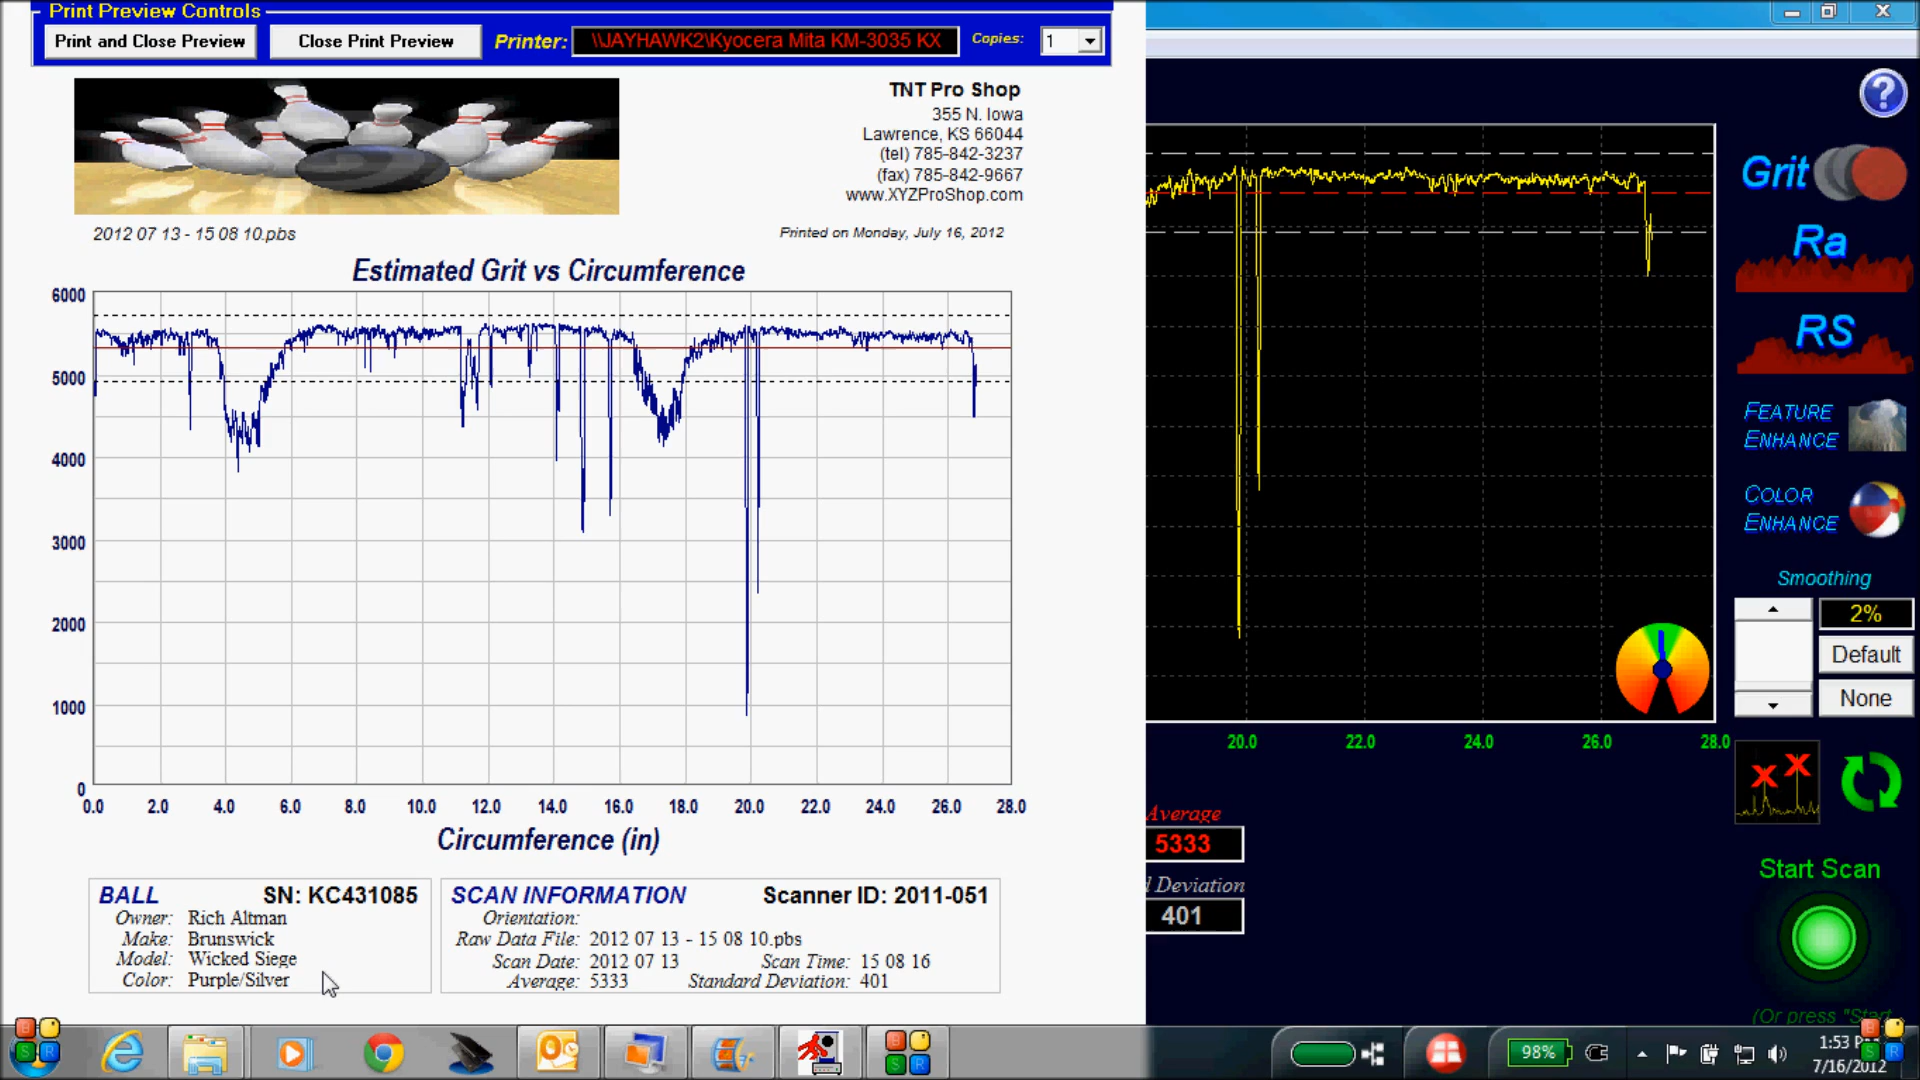 Print Preview Controls
Print and Close Preview
Close Print Preview
Printer:
\\JAYHAWK2\Kyocera Mita KM-3035 KX
Copies:
1
TNT Pro Shop
355 N. Iowa
Lawrence, KS 66044
(tel) 785-842-3237
(fax) 785-842-9667
www.XYZProShop.com
2012 07 13 - 15 08 10.pbs
Printed on Monday, July 16, 2012
Estimated Grit vs Circumference
6000
5000
4000
3000
2000
1000
0
0.0 2.0 4.0 6.0 8.0 10.0 12.0 14.0 16.0 18.0 20.0 22.0 24.0 26.0 28.0
Circumference (in)
BALL SN: KC431085
Owner: Rich Altman
Make: Brunswick
Model: Wicked Siege
Color: Purple/Silver
SCAN INFORMATION Scanner ID: 2011-051
Orientation:
Raw Data File: 2012 07 13 - 15 08 10.pbs
Scan Date: 2012 07 13 Scan Time: 15 08 16
Average: 5333 Standard Deviation: 401
20.0 22.0 24.0 26.0 28.0
Average
5333
Deviation
401
?
Grit
Ra
RS
FEATURE
ENHANCE
COLOR
ENHANCE
Smoothing
2%
Default
None
X X
Start Scan
(Or press "Start
98%
1:53 P
7/16/2012
B
S R
B
S R
B
S R